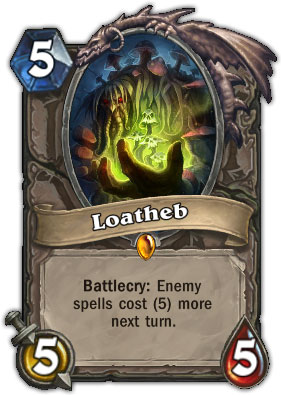 5
Loatheb
Battlecry: Enemy
spells cost (5) more
next turn.
5 5